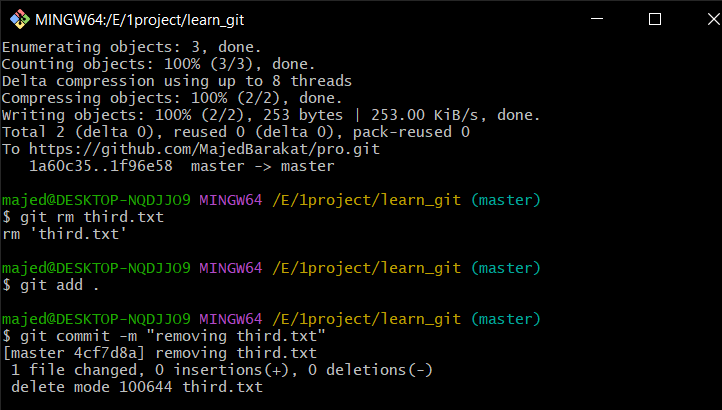 MINGW64:/E/1project/learn_git
Enumerating objects: 3, done.
Counting objects: 100% (3/3), done.
Delta compression using up to 8 threads
Compressing objects: 100% (2/2), done.
Writing objects: 100% (2/2), 253 bytes | 253.00 KiB/s, done.
Total 2 (delta 0), reused 0 (delta 0), pack-reused 0
To https://github.com/MajedBarakat/pro.git
   1a60c35..1f96e58  master -> master

majed@DESKTOP-NQDJJO9 MINGW64 /E/1project/learn_git (master)
$ git rm third.txt
rm 'third.txt'

majed@DESKTOP-NQDJJO9 MINGW64 /E/1project/learn_git (master)
$ git add .

majed@DESKTOP-NQDJJO9 MINGW64 /E/1project/learn_git (master)
$ git commit -m "removing third.txt"
[master 4cf7d8a] removing third.txt
 1 file changed, 0 insertions(+), 0 deletions(-)
 delete mode 100644 third.txt